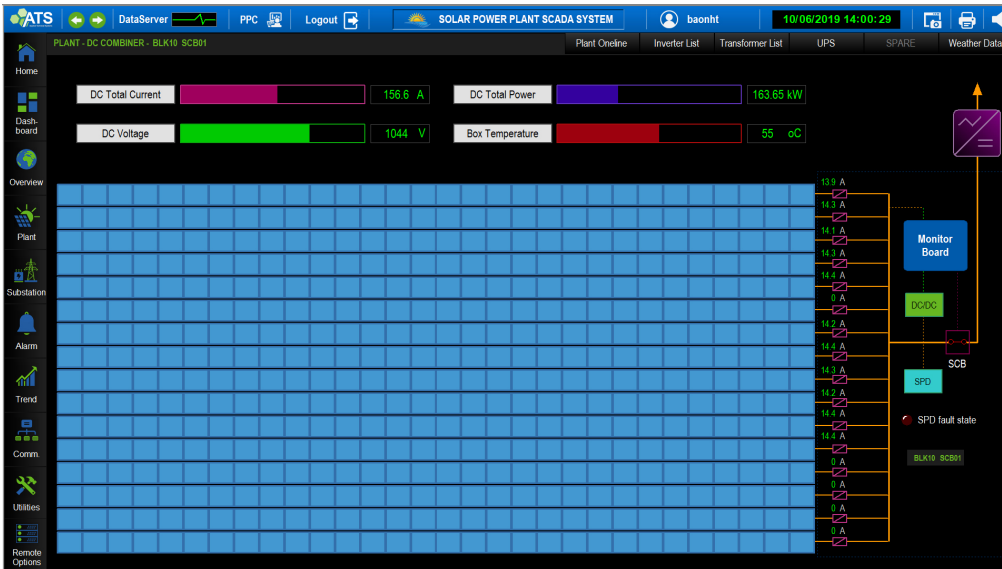 ATS DataServer PPC Logout SOLAR POWER PLANT SCADA SYSTEM baonht 10/06/2019 14:00:29
PLANT - DC COMBINER - BLK10 SCB01 Plant Oneline Inverter List Transformer List UPS SPARE Weather Data
Home
Dash-
board
Overview
Plant
Substation
Alarm
Trend
Comm.
Utilities
Remote
Options
DC Total Current 156.6 A DC Total Power 163.65 kW
DC Voltage 1044 V Box Temperature 55 oC
13.9 A
14.3 A
14.1 A
14.3 A
14.4 A
0 A
14.2 A
14.4 A
14.3 A
14.2 A
14.4 A
14.4 A
0 A
0 A
0 A
0 A
Monitor
Board
DC/DC
SCB
SPD
SPD fault state
BLK10 SCB01